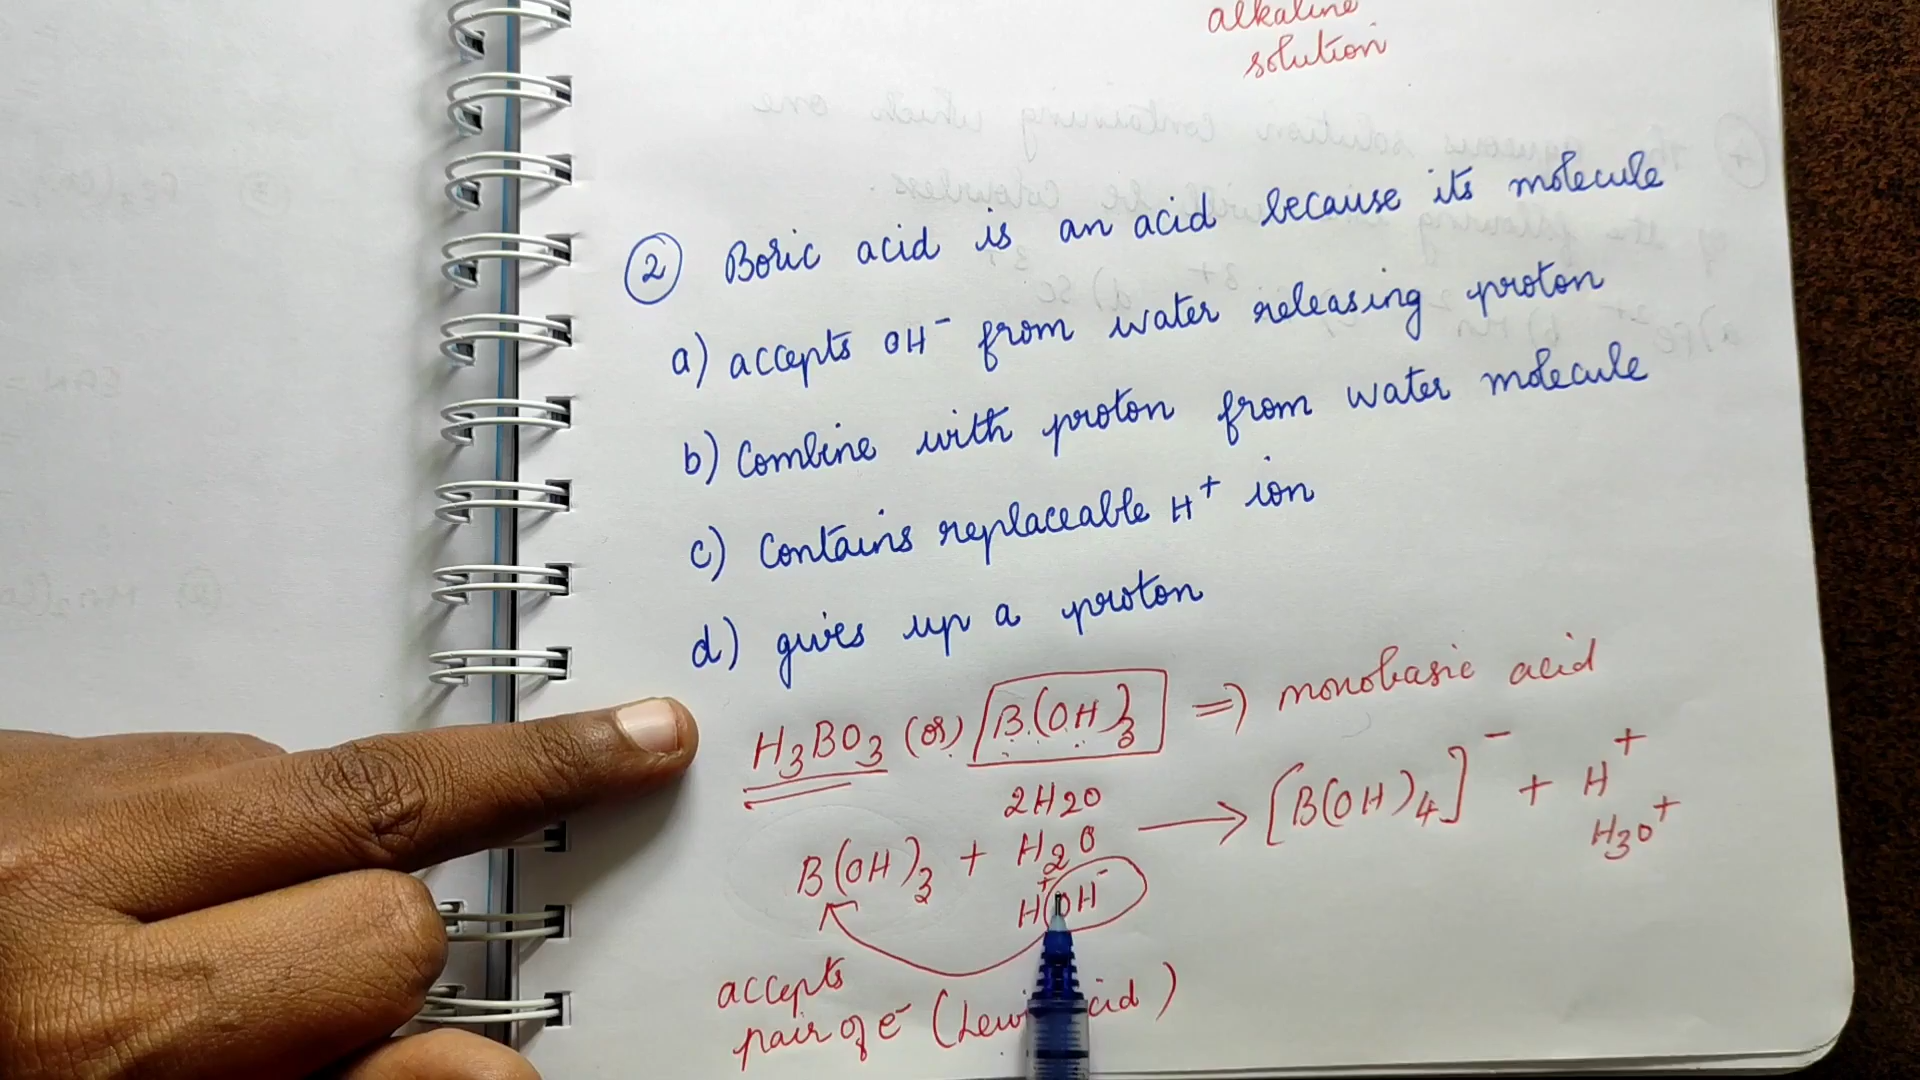 alkaline
solution
② Boric acid is an acid because its molecule
a) accepts OH⁻ from water releasing proton
b) Combine with proton from water molecule
c) Contains replaceable H⁺ ion
d) gives up a proton
H₃BO₃ (or) B(OH)₃ ⇒ monobasic acid
2H2O
B(OH)₃ + H₂O → [B(OH)₄]⁻ + H⁺
H₃O⁺
H⁺ OH⁻
accepts
pair of e⁻ (Lewis acid)